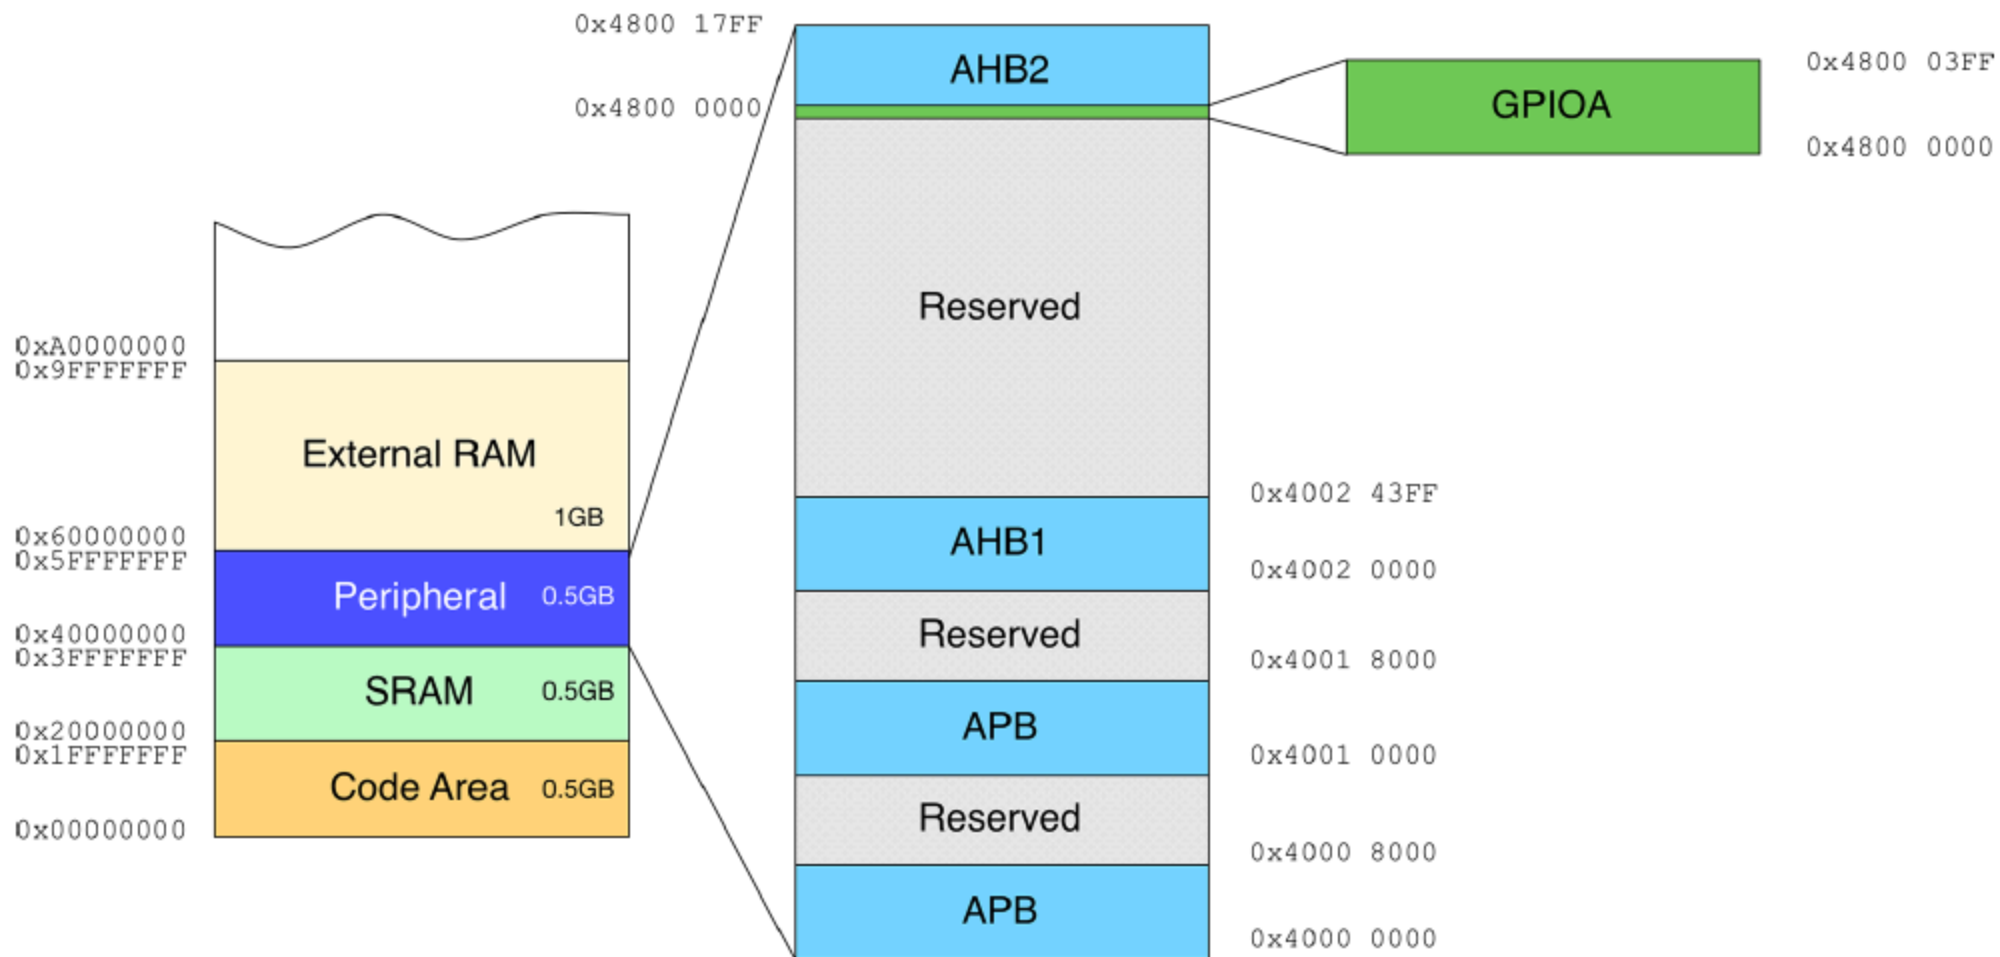 0x4800 17FF
AHB2
0x4800 0000
0x4800 03FF
GPIOA
0x4800 0000
Reserved
0xA0000000
0x9FFFFFFF
External RAM
1GB
0x60000000
0x5FFFFFFF
Peripheral 0.5GB
0x40000000
0x3FFFFFFF
SRAM 0.5GB
0x20000000
0x1FFFFFFF
Code Area 0.5GB
0x00000000
0x4002 43FF
AHB1
0x4002 0000
Reserved
0x4001 8000
APB
0x4001 0000
Reserved
0x4000 8000
APB
0x4000 0000